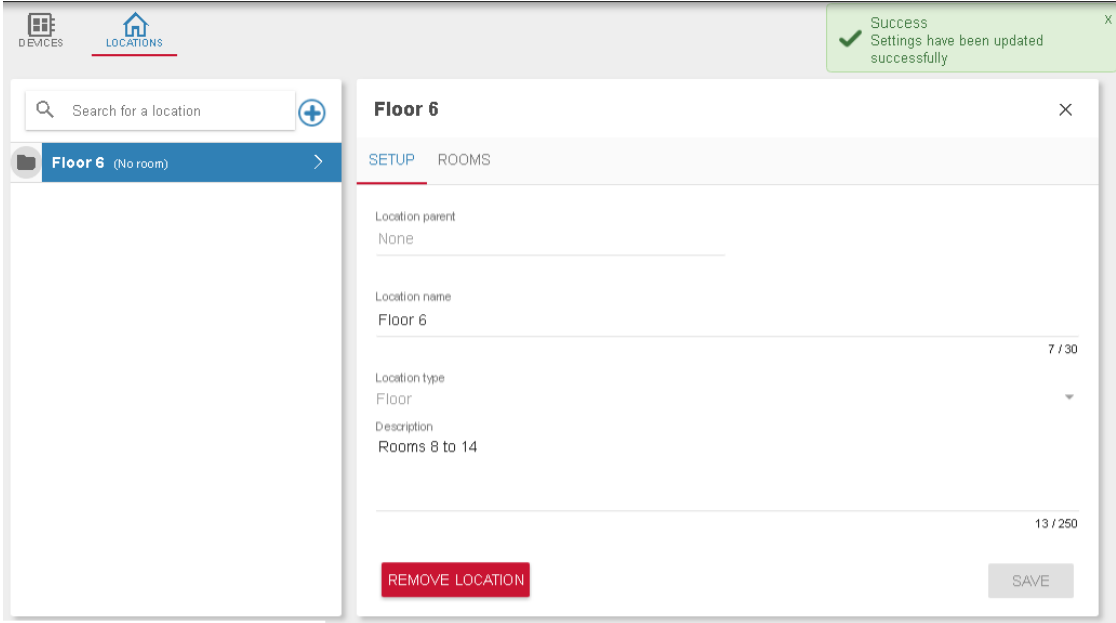 DEVICES
LOCATIONS
Success
Settings have been updated
successfully
X
Search for a location
Floor 6 (No room)
Floor 6
SETUP ROOMS
Location parent
None
Location name
Floor 6
7 / 30
Location type
Floor
Description
Rooms 8 to 14
13 / 250
REMOVE LOCATION
SAVE